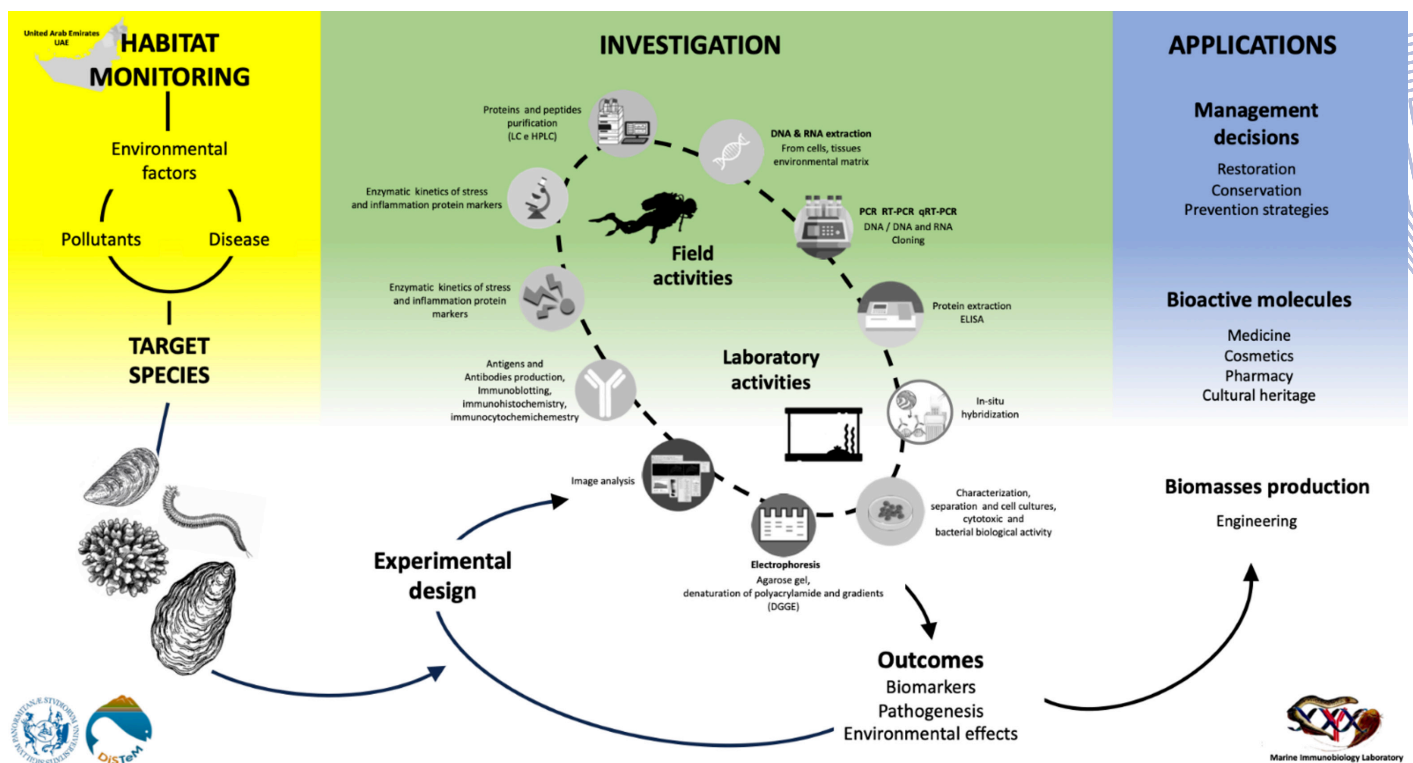 United Arab Emirates
UAE
HABITAT
MONITORING
Environmental
factors
Pollutants
Disease
TARGET
SPECIES
INVESTIGATION
Proteins and peptides
purification
(LC e HPLC)
DNA & RNA extraction
From cells, tissues
environmental matrix
Enzymatic kinetics of stress
and inflammation protein markers
PCR RT-PCR qRT-PCR
DNA / DNA and RNA
Cloning
Field
activities
Enzymatic kinetics of stress
and inflammation protein
markers
Protein extraction
ELISA
Laboratory
activities
Antigens and
Antibodies production,
Immunoblotting,
immunohistochemistry,
immunocytochemichemestry
In-situ
hybridization
Image analysis
Characterization,
separation and cell cultures,
cytotoxic and
bacterial biological activity
Electrophoresis
Agarose gel,
denaturation of polyacrylamide and gradients
(DGGE)
Experimental
design
Outcomes
Biomarkers
Pathogenesis
Environmental effects
APPLICATIONS
Management
decisions
Restoration
Conservation
Prevention strategies
Bioactive molecules
Medicine
Cosmetics
Pharmacy
Cultural heritage
Biomasses production
Engineering
DiSTeM
Marine Immunobiology Laboratory